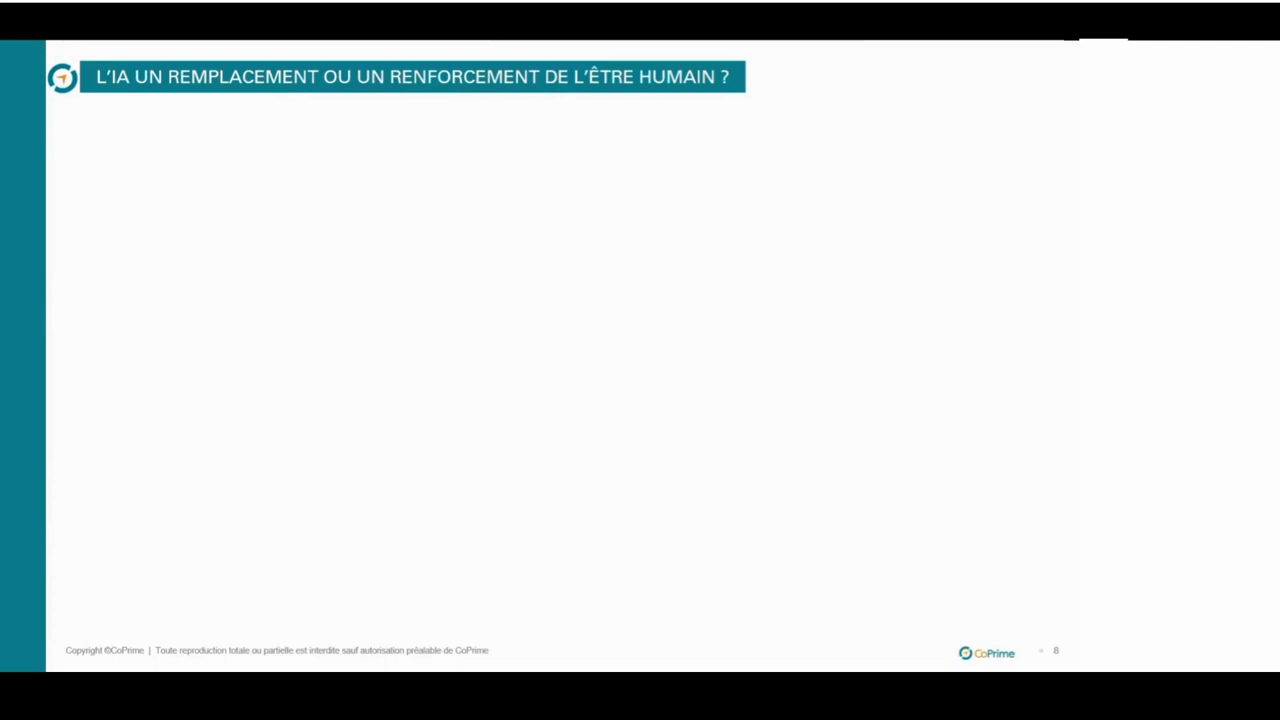 L'IA UN REMPLACEMENT OU UN RENFORCEMENT DE L'ÊTRE HUMAIN ?
Copyright ©CoPrime | Toute reproduction totale ou partielle est interdite sauf autorisation préalable de CoPrime
CoPrime
8